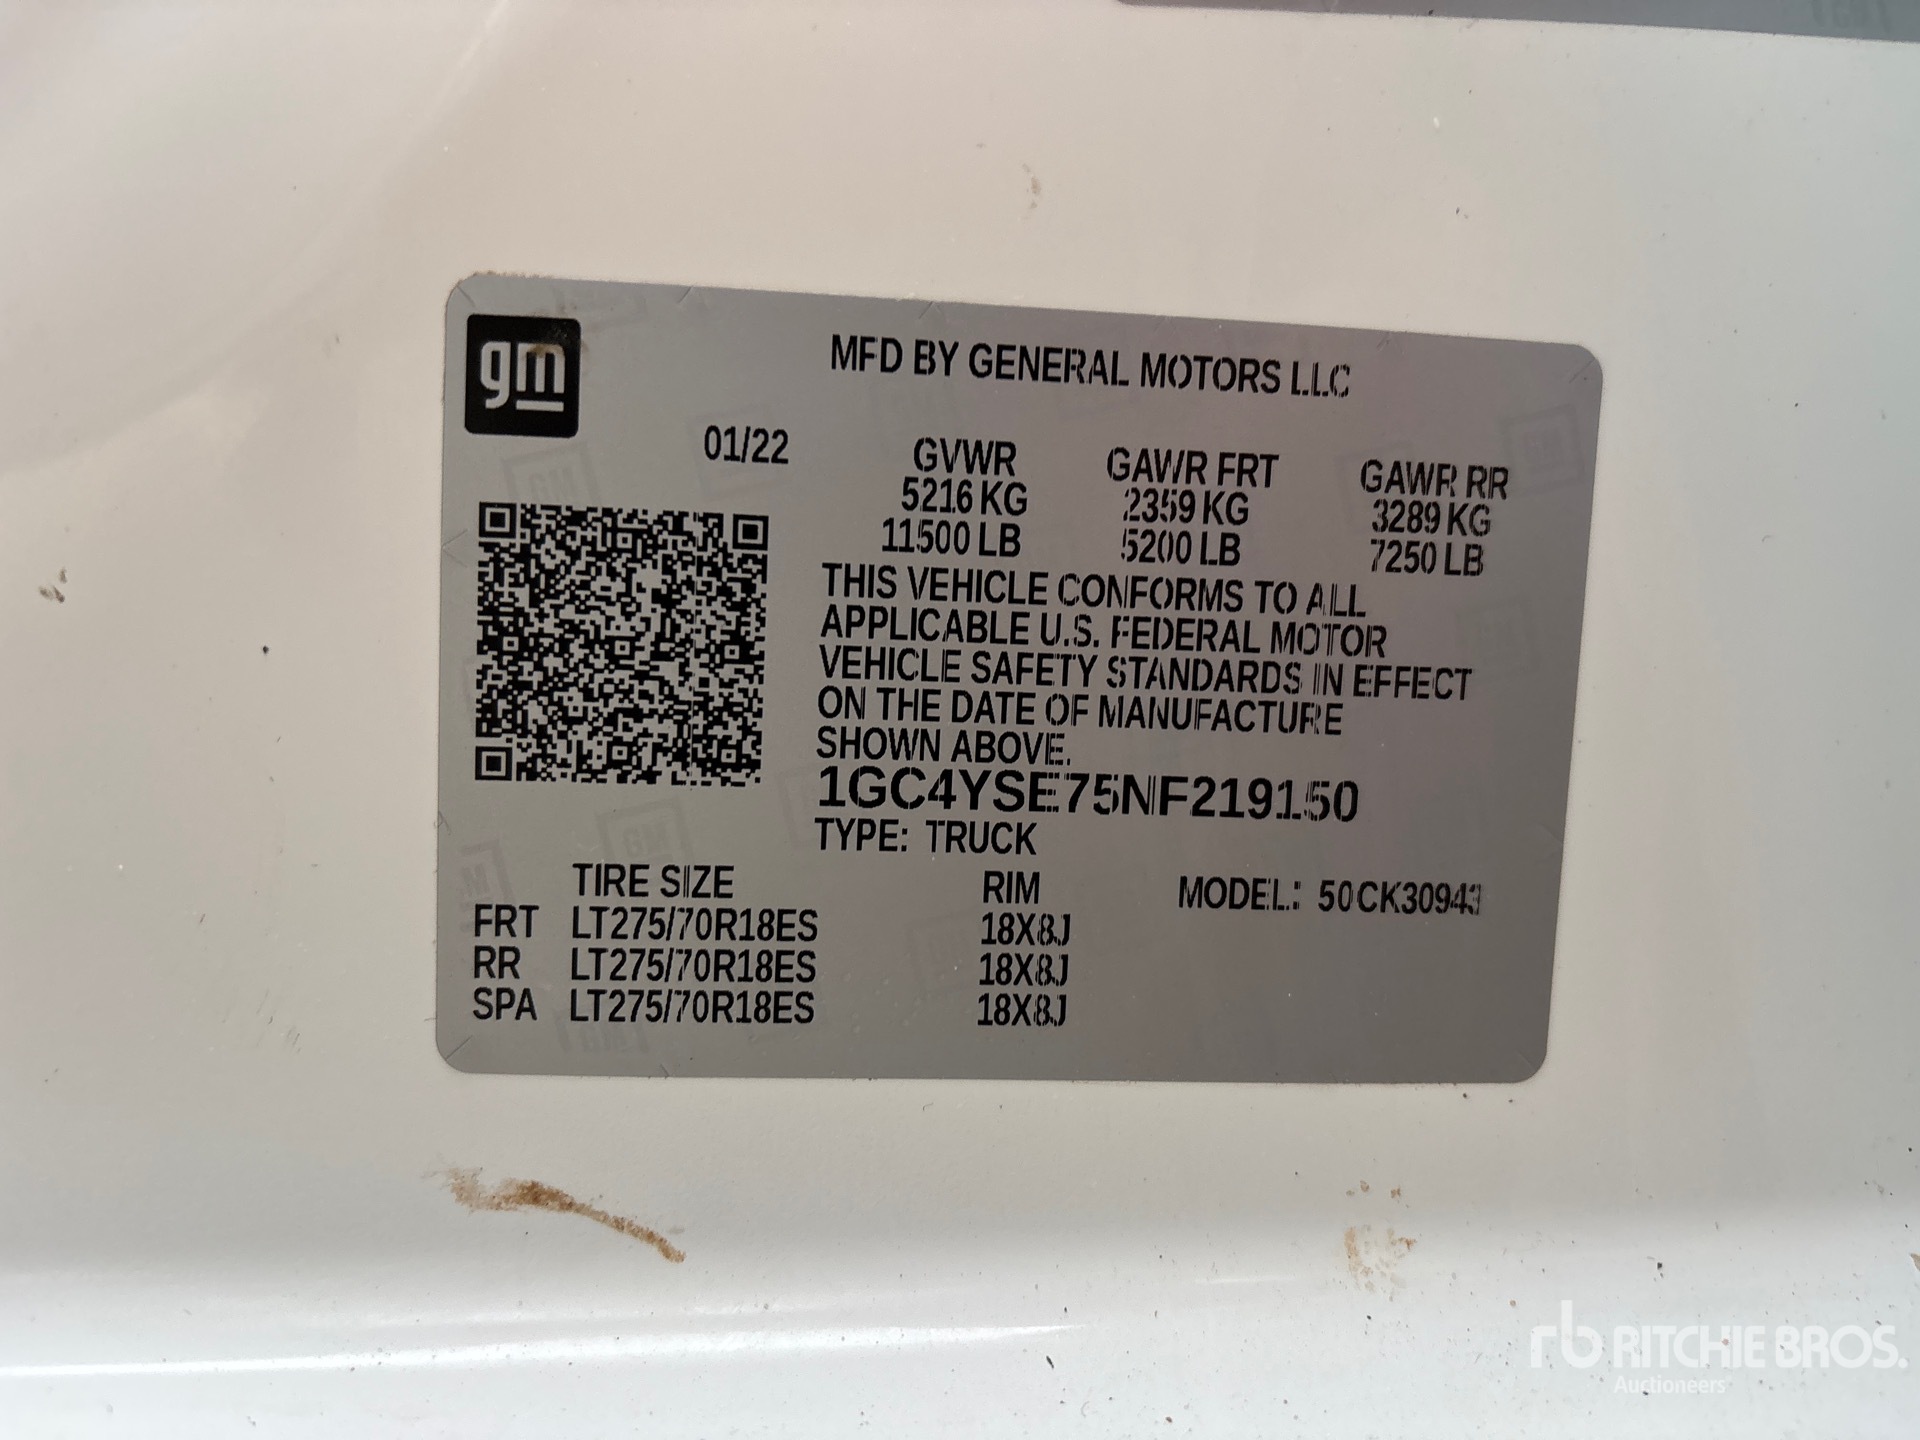 gm
MFD BY GENERAL MOTORS LLC
01/22 GVWR GAWR FRT GAWR RR
5216 KG 2359 KG 3289 KG
11500 LB 5200 LB 7250 LB
THIS VEHICLE CONFORMS TO ALL
APPLICABLE U.S. FEDERAL MOTOR
VEHICLE SAFETY STANDARDS IN EFFECT
ON THE DATE OF MANUFACTURE
SHOWN ABOVE.
1GC4YSE75NF219150
TYPE: TRUCK
TIRE SIZE RIM MODEL: 50CK30943
FRT LT275/70R18ES 18X8J
RR LT275/70R18ES 18X8J
SPA LT275/70R18ES 18X8J
rb RITCHIE BROS.
Auctioneers